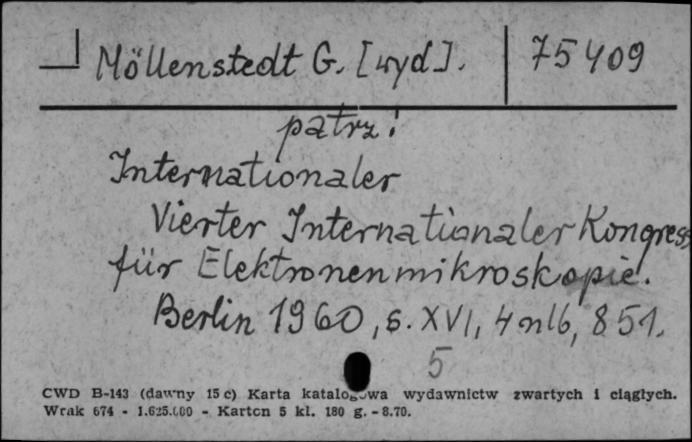 Möllenstedt G. [wyd]. 75409
patrz:
Internationaler
Vierter Internationaler Kongress
für Elektronenmikroskopie.
Berlin 1960, s. XVI, 4 nlb, 851.
5
CWD B-143 (dawny 15 c) Karta katalogowa wydawnictw zwartych i ciągłych.
Wrak 674 - 1.625.000 - Karton 5 kl. 180 g. - 8.70.